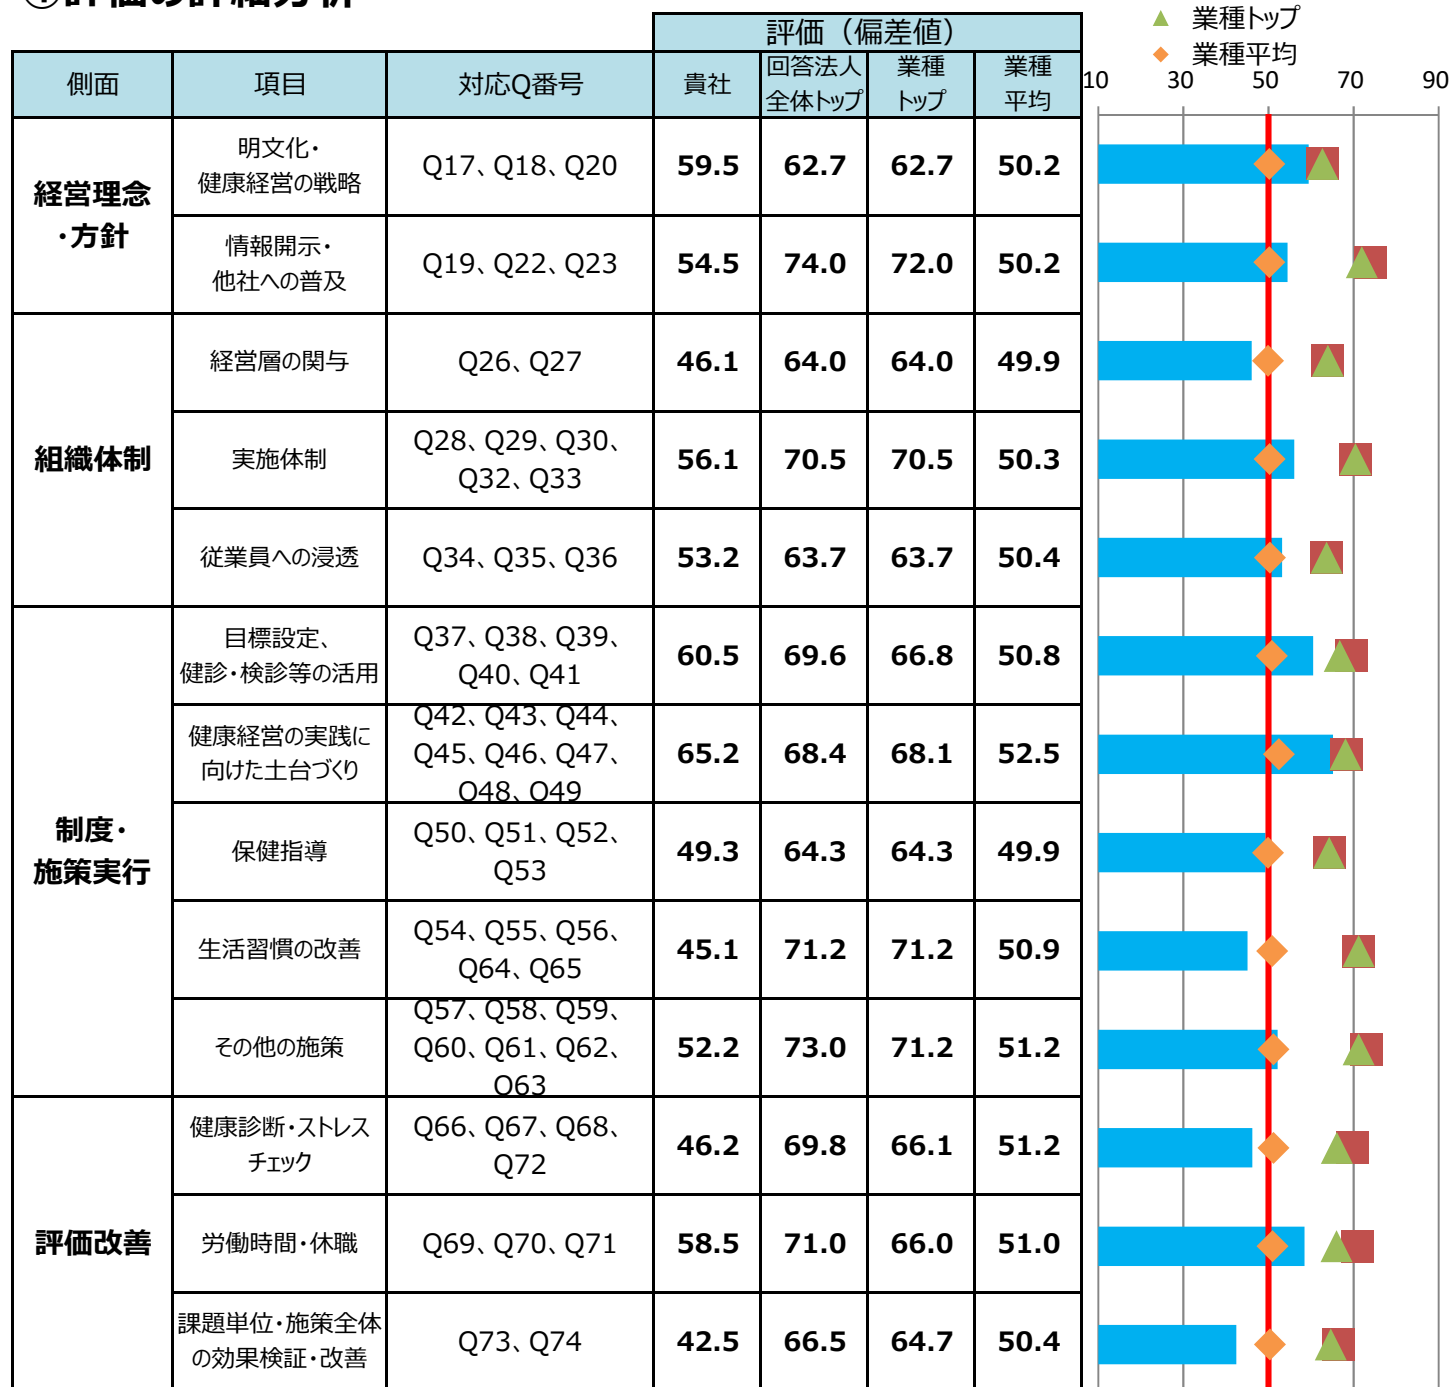 ①評価の詳細分析
▲ 業種トップ
◆ 業種平均
評価（偏差値）
側面 項目 対応Q番号 貴社 回答法人全体トップ 業種トップ 業種平均
10 30 50 70 90
経営理念・方針
明文化・健康経営の戦略 Q17、Q18、Q20 59.5 62.7 62.7 50.2
情報開示・他社への普及 Q19、Q22、Q23 54.5 74.0 72.0 50.2
組織体制
経営層の関与 Q26、Q27 46.1 64.0 64.0 49.9
実施体制 Q28、Q29、Q30、Q32、Q33 56.1 70.5 70.5 50.3
従業員への浸透 Q34、Q35、Q36 53.2 63.7 63.7 50.4
制度・施策実行
目標設定、健診・検診等の活用 Q37、Q38、Q39、Q40、Q41 60.5 69.6 66.8 50.8
健康経営の実践に向けた土台づくり Q42、Q43、Q44、Q45、Q46、Q47、Q48、Q49 65.2 68.4 68.1 52.5
保健指導 Q50、Q51、Q52、Q53 49.3 64.3 64.3 49.9
生活習慣の改善 Q54、Q55、Q56、Q64、Q65 45.1 71.2 71.2 50.9
その他の施策 Q57、Q58、Q59、Q60、Q61、Q62、Q63 52.2 73.0 71.2 51.2
評価改善
健康診断・ストレスチェック Q66、Q67、Q68、Q72 46.2 69.8 66.1 51.2
労働時間・休職 Q69、Q70、Q71 58.5 71.0 66.0 51.0
課題単位・施策全体の効果検証・改善 Q73、Q74 42.5 66.5 64.7 50.4